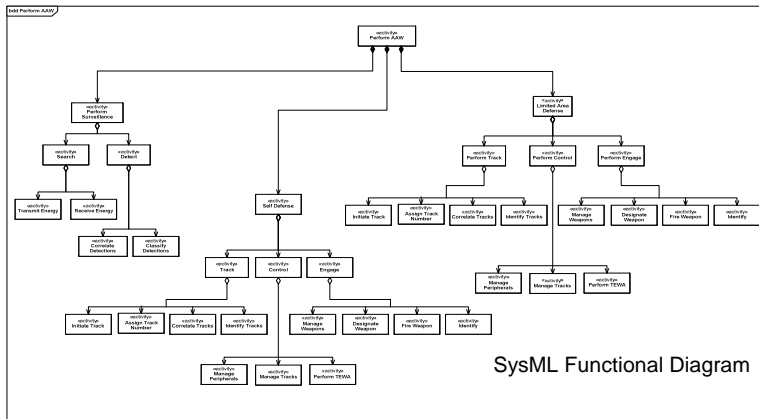 bdd Perform AAW
«activity»
Perform AAW
«activity»
Perform
Surveillance
«activity»
Limited Area
Defense
«activity»
Search
«activity»
Detect
«activity»
Perform Track
«activity»
Perform Control
«activity»
Perform Engage
«activity»
Transmit Energy
«activity»
Receive Energy
«activity»
Self Defense
«activity»
Initiate Track
«activity»
Assign Track
Number
«activity»
Correlate Tracks
«activity»
Identify Tracks
«activity»
Manage
Weapons
«activity»
Designate
Weapon
«activity»
Fire Weapon
«activity»
Identify
«activity»
Correlate
Detections
«activity»
Classify
Detections
«activity»
Track
«activity»
Control
«activity»
Engage
«activity»
Manage
Peripherals
«activity»
Manage Tracks
«activity»
Perform TEWA
«activity»
Initiate Track
«activity»
Assign Track
Number
«activity»
Correlate Tracks
«activity»
Identify Tracks
«activity»
Manage
Weapons
«activity»
Designate
Weapon
«activity»
Fire Weapon
«activity»
Identify
«activity»
Manage
Peripherals
«activity»
Manage Tracks
«activity»
Perform TEWA
SysML Functional Diagram